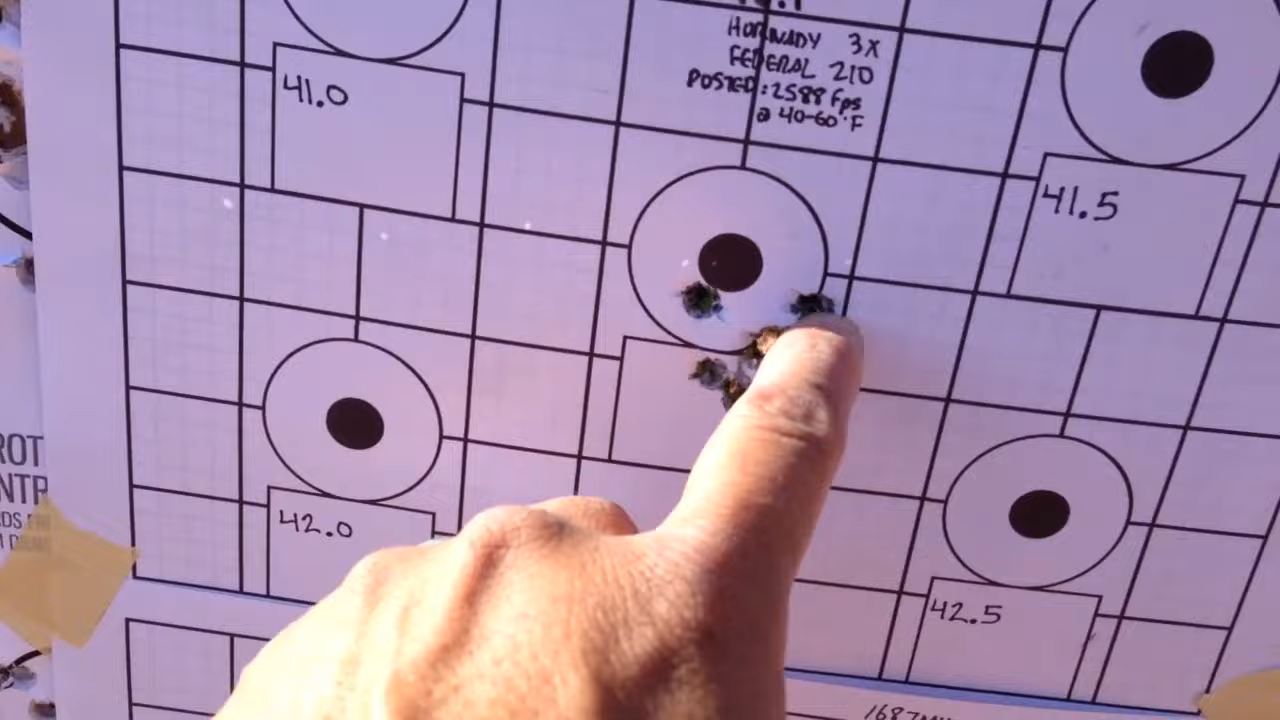 HORNADY 3X
FEDERAL 210
POSTED: 2588 fps
@ 40-60°F
41.0
41.5
42.0
42.5